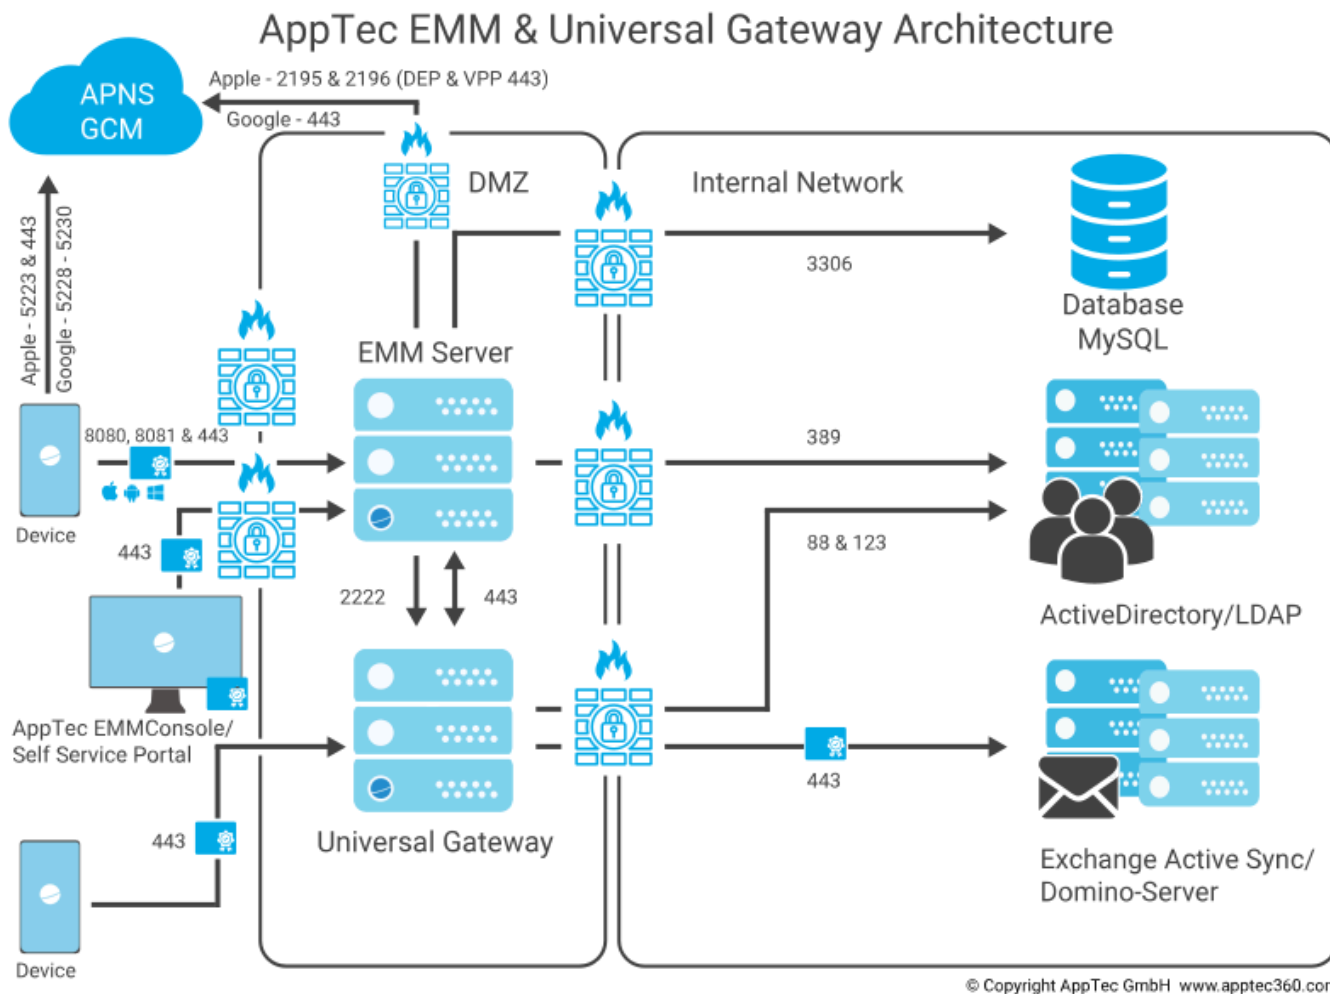 AppTec EMM & Universal Gateway Architecture
APNS
GCM
Apple - 2195 & 2196 (DEP & VPP 443)
Google - 443
DMZ
Internal Network
Apple - 5223 & 443
Google - 5228 - 5230
3306
Database
MySQL
EMM Server
8080, 8081 & 443
389
Device
443
88 & 123
2222
443
ActiveDirectory/LDAP
AppTec EMMConsole/
Self Service Portal
443
443
Universal Gateway
Exchange Active Sync/
Domino-Server
Device
© Copyright AppTec GmbH www.apptec360.com